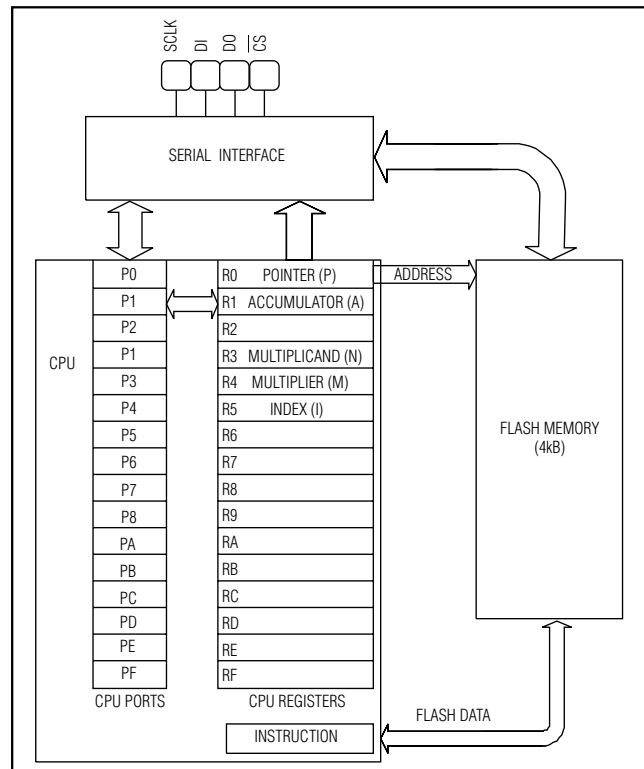 SCLK
DI
DO
CS
SERIAL INTERFACE
CPU
P0
P1
P2
P1
P3
P4
P5
P6
P7
P8
PA
PB
PC
PD
PE
PF
CPU PORTS
R0 POINTER (P)
R1 ACCUMULATOR (A)
R2
R3 MULTIPLICAND (N)
R4 MULTIPLIER (M)
R5 INDEX (I)
R6
R7
R8
R9
RA
RB
RC
RD
RE
RF
CPU REGISTERS
INSTRUCTION
ADDRESS
FLASH MEMORY
(4kB)
FLASH DATA